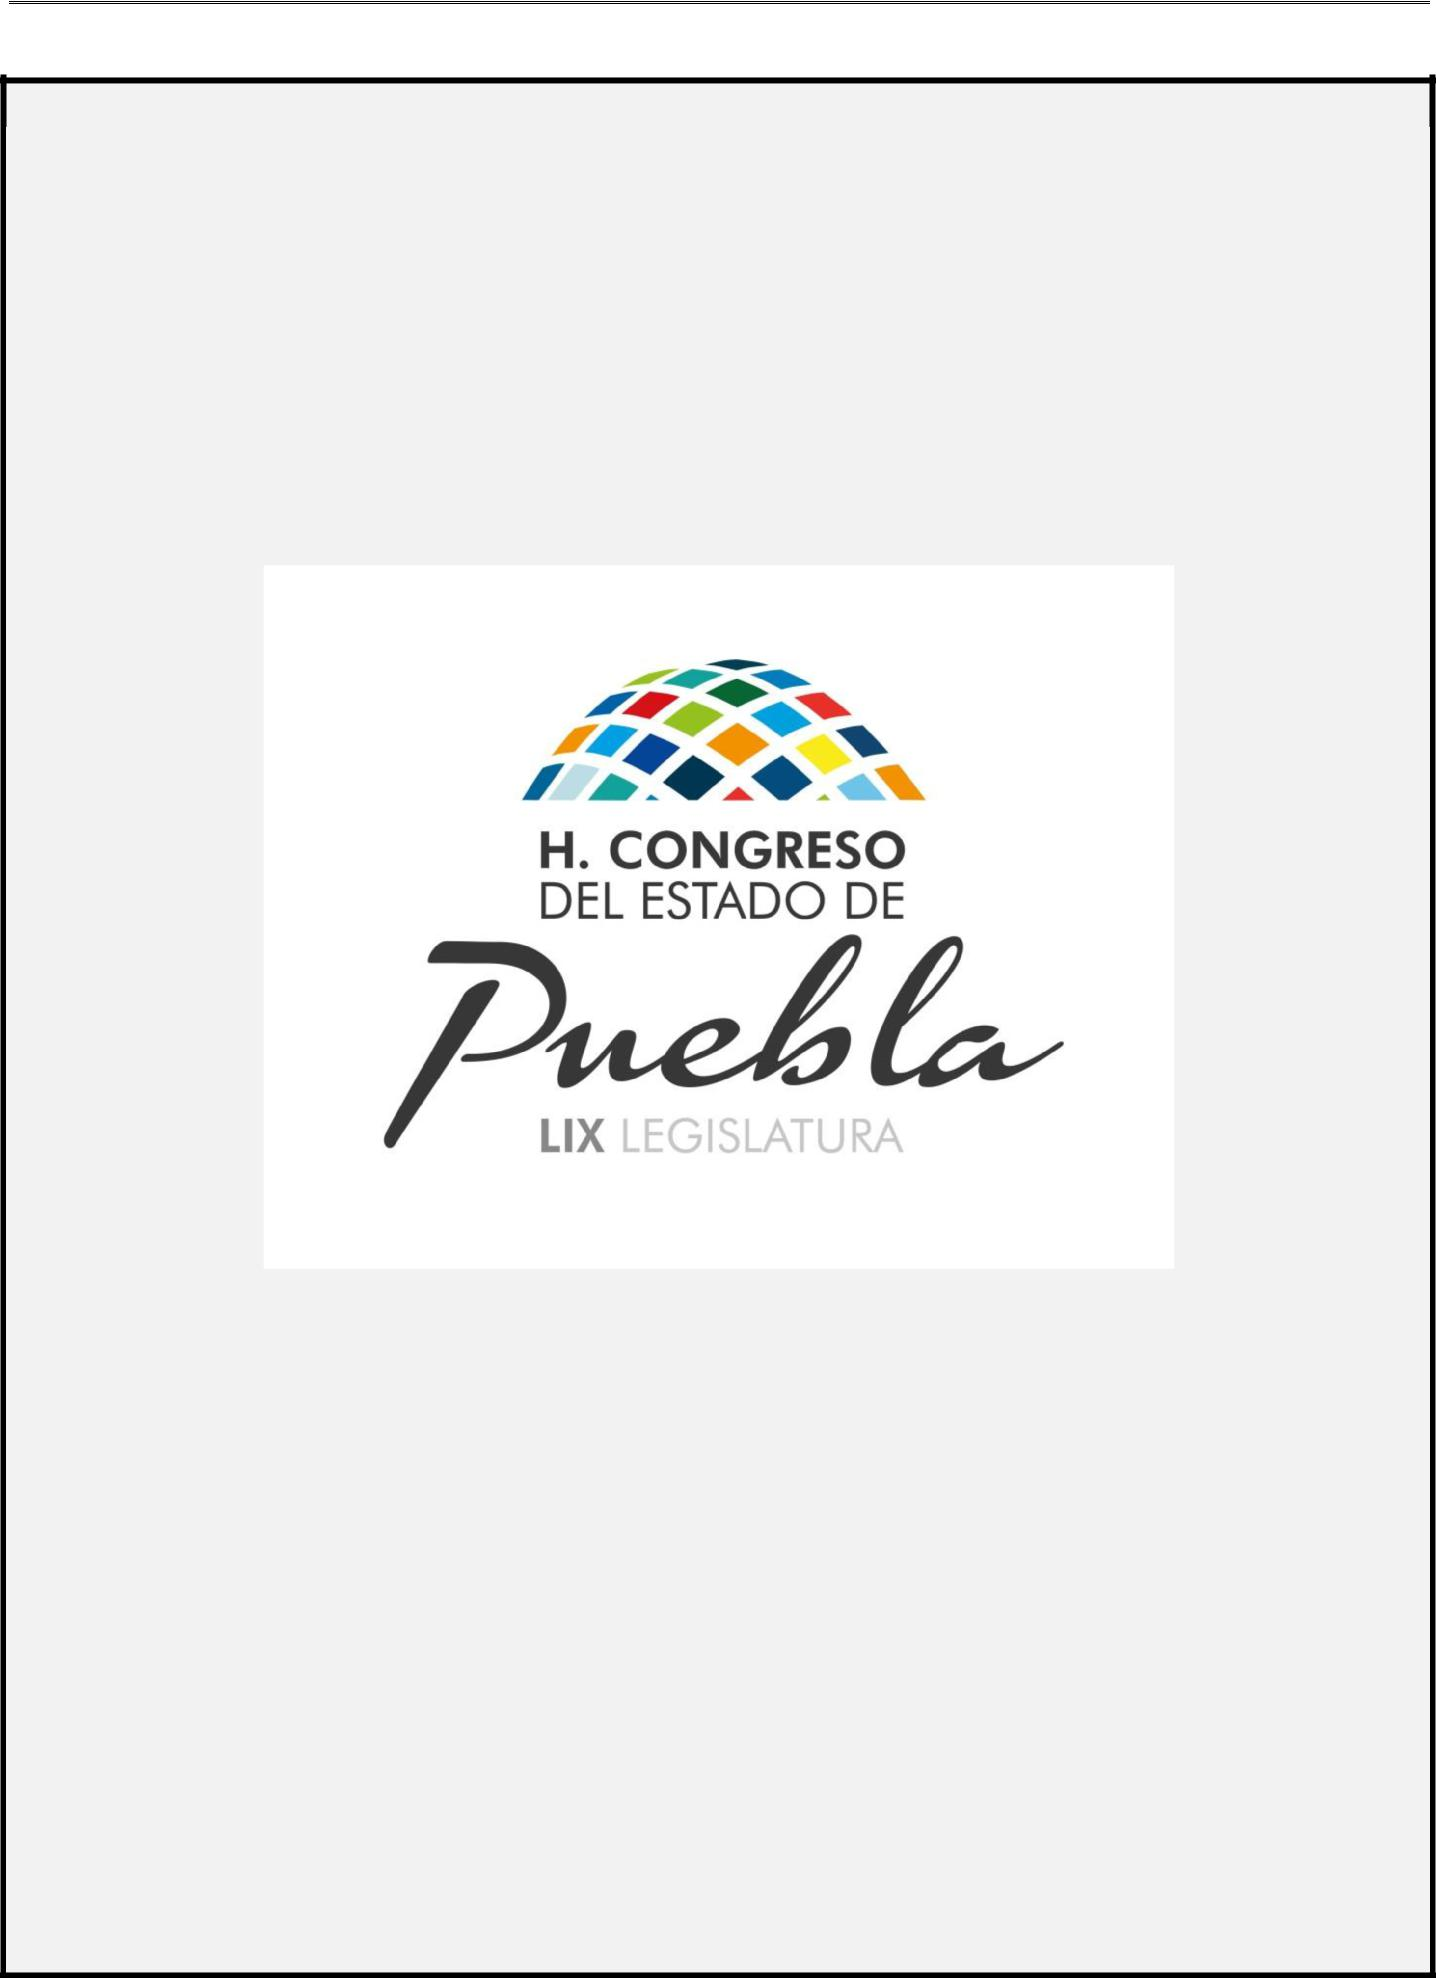 H. CONGRESO
DEL ESTADO DE
Puebla
LIX LEGISLATURA